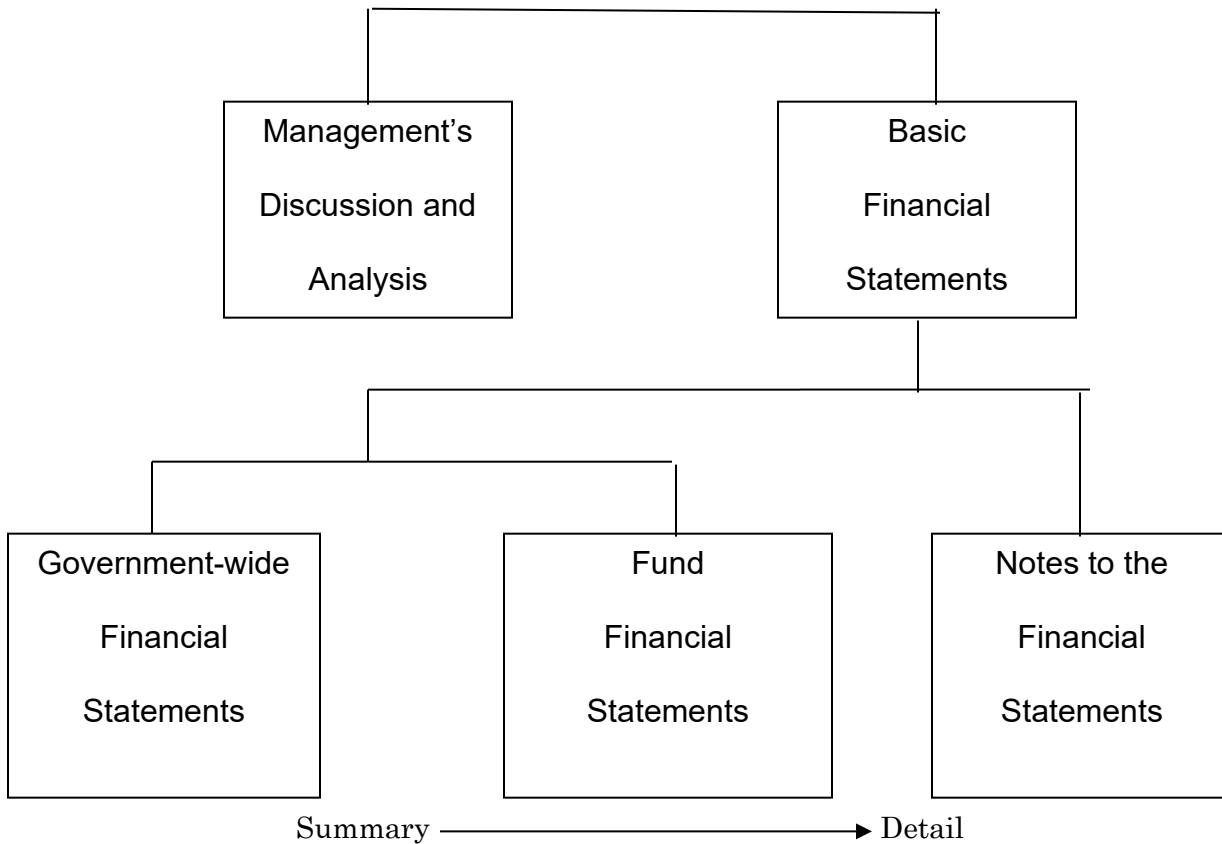 Management’s
Discussion and
Analysis
Basic
Financial
Statements
Government-wide
Financial
Statements
Fund
Financial
Statements
Notes to the
Financial
Statements
Summary
Detail